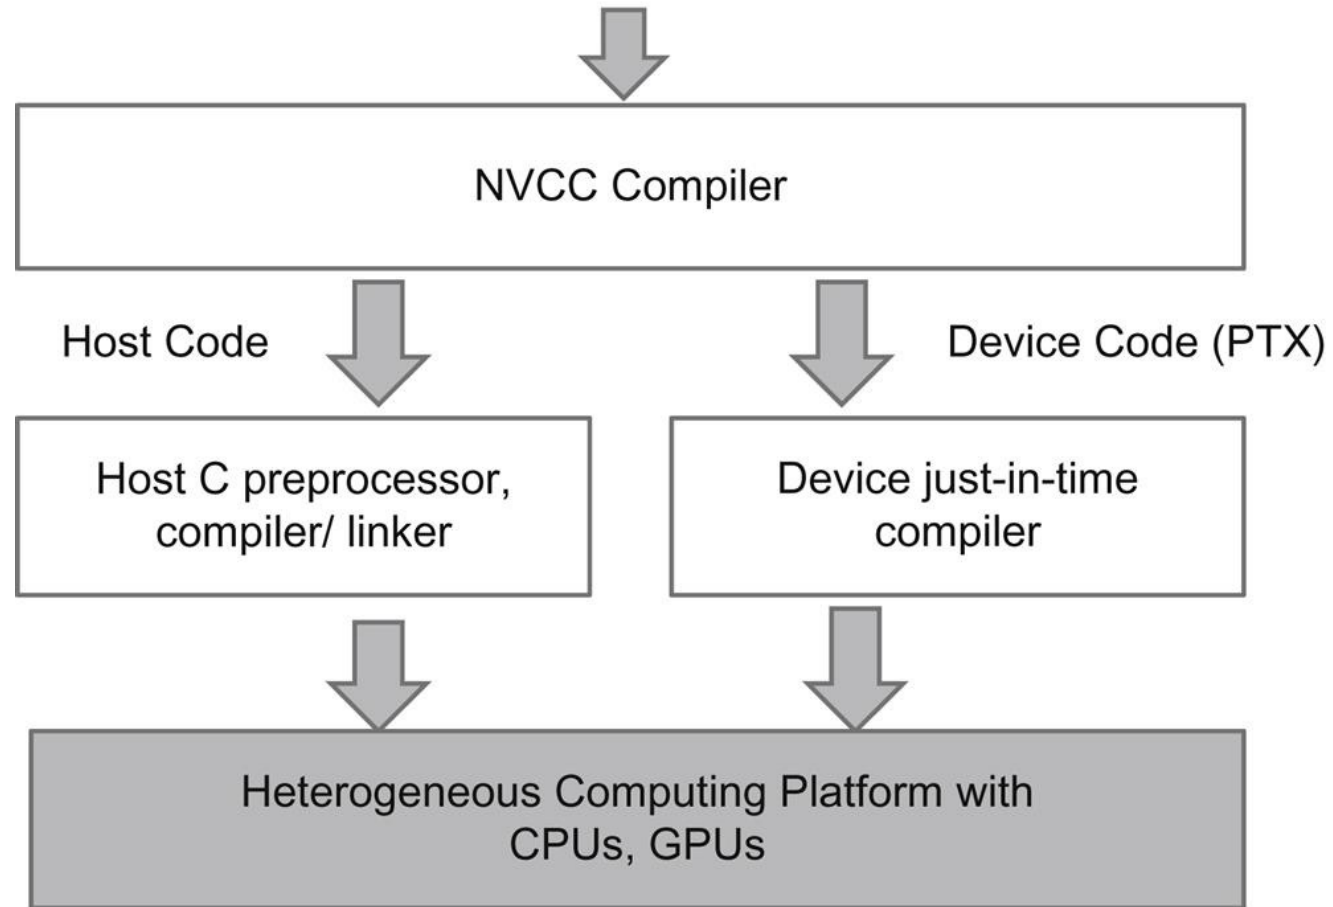 NVCC Compiler
Host Code
Device Code (PTX)
Host C preprocessor,
compiler/ linker
Device just-in-time
compiler
Heterogeneous Computing Platform with
CPUs, GPUs